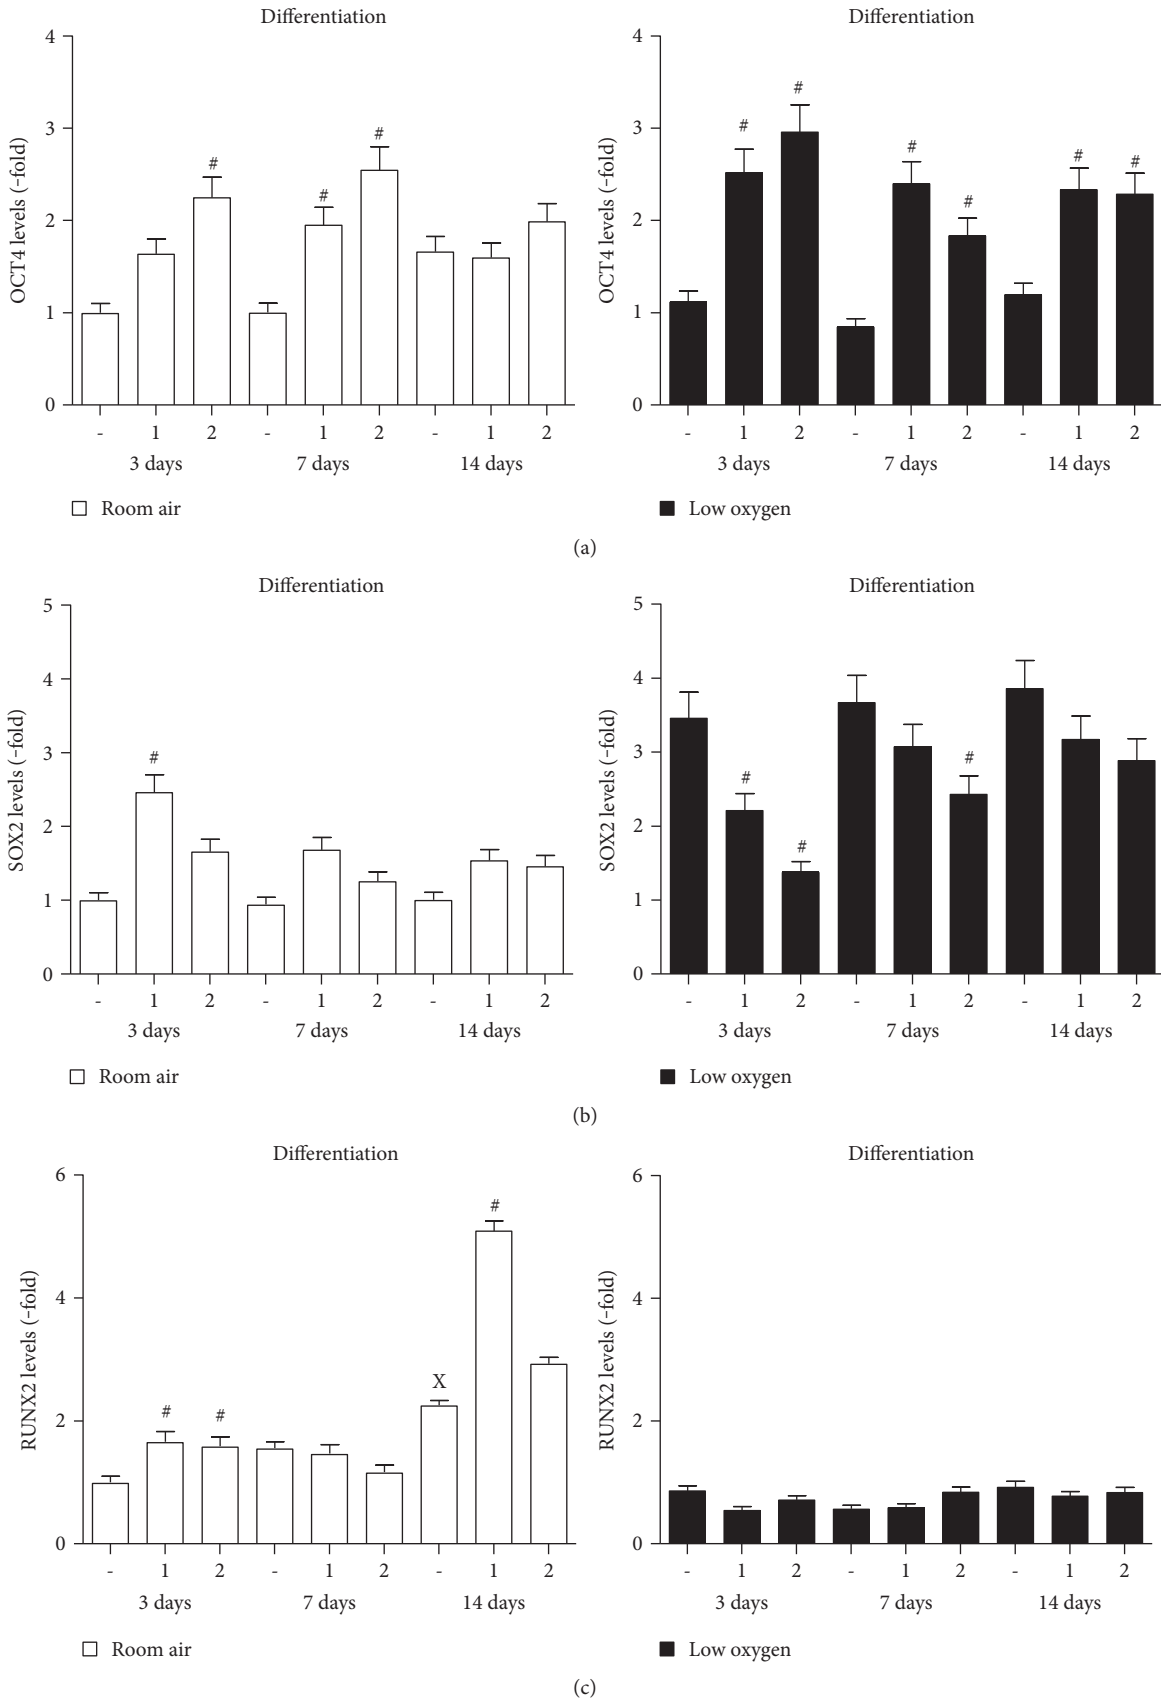 Differentiation
OCT4 levels (-fold)
4
3
2
1
0
#
#
#
- 1 2 - 1 2 - 1 2
3 days 7 days 14 days
Room air
Differentiation
OCT4 levels (-fold)
4
3
2
1
0
#
#
#
#
#
#
- 1 2 - 1 2 - 1 2
3 days 7 days 14 days
Low oxygen
(a)
Differentiation
SOX2 levels (-fold)
5
4
3
2
1
0
#
- 1 2 - 1 2 - 1 2
3 days 7 days 14 days
Room air
Differentiation
SOX2 levels (-fold)
5
4
3
2
1
0
#
#
#
- 1 2 - 1 2 - 1 2
3 days 7 days 14 days
Low oxygen
(b)
Differentiation
RUNX2 levels (-fold)
6
4
2
0
#
#
X
#
- 1 2 - 1 2 - 1 2
3 days 7 days 14 days
Room air
Differentiation
RUNX2 levels (-fold)
6
4
2
0
- 1 2 - 1 2 - 1 2
3 days 7 days 14 days
Low oxygen
(c)